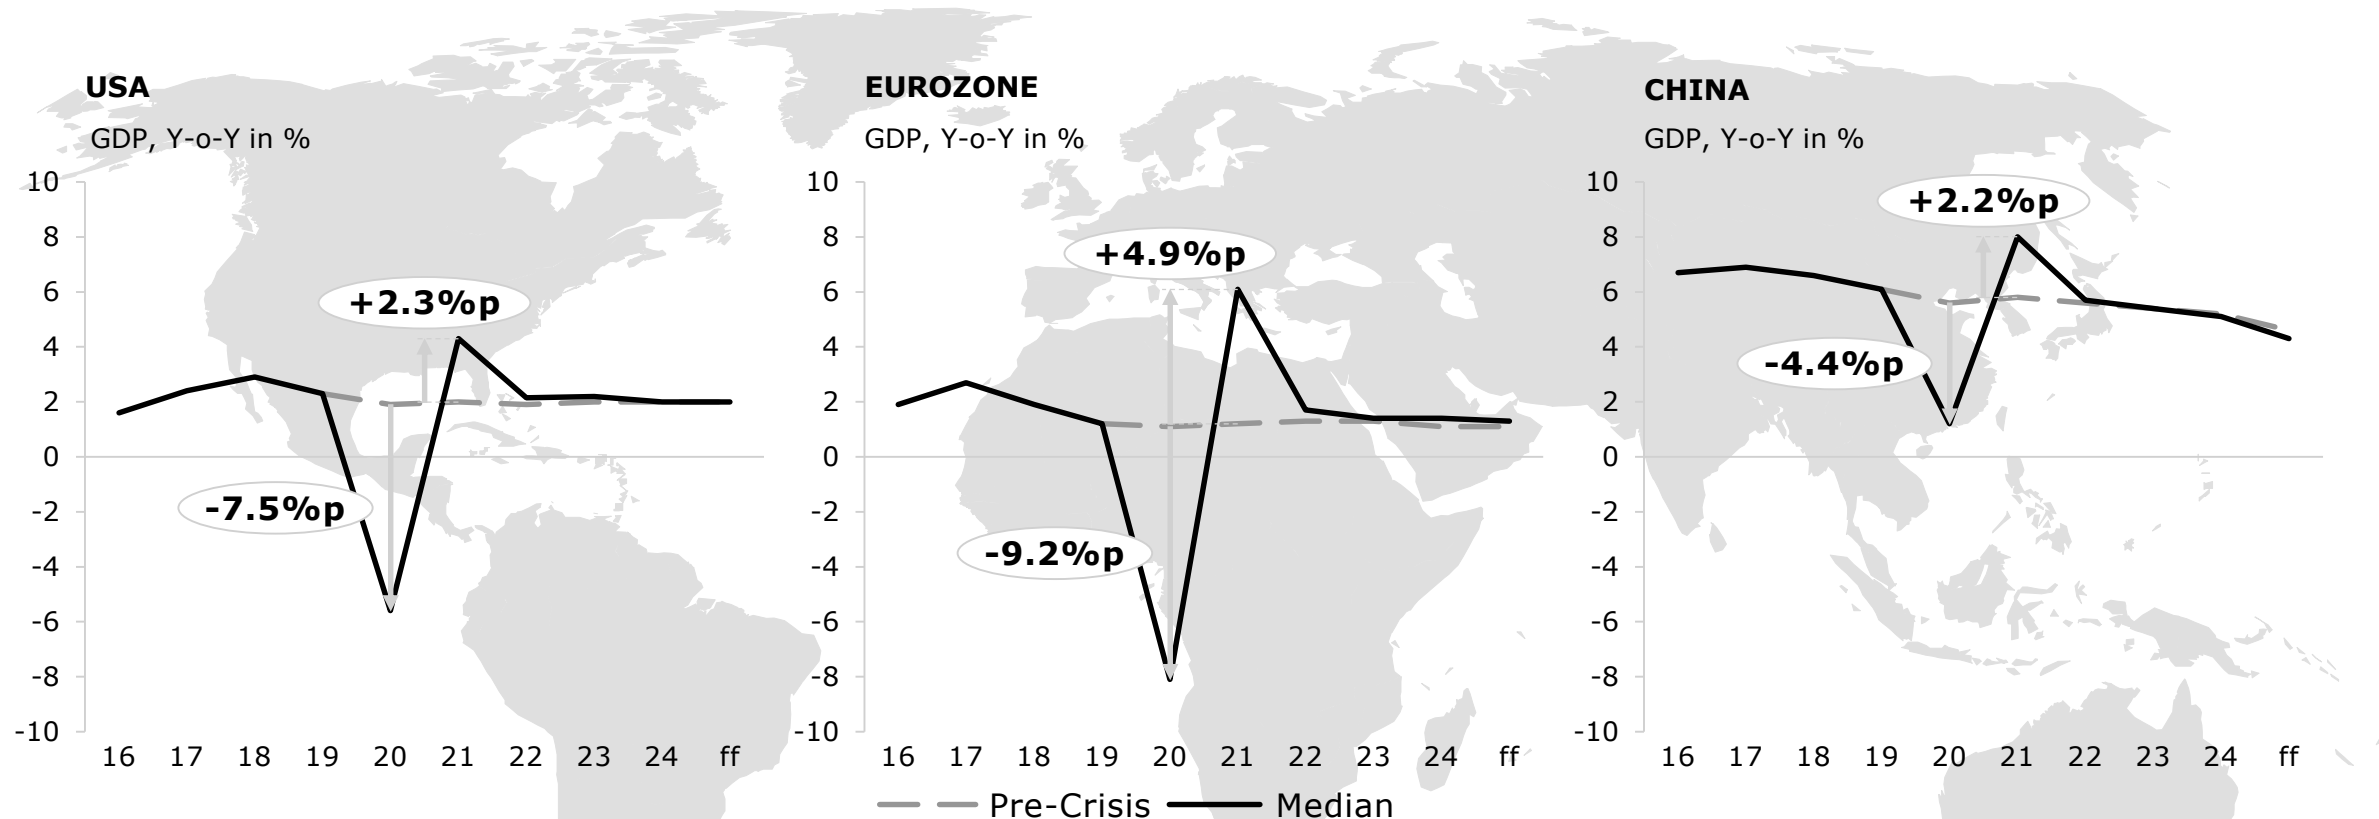 USA
GDP, Y-o-Y in %
10
8
6
4
2
0
-2
-4
-6
-8
-10
+2.3%p
-7.5%p
16 17 18 19 20 21 22 23 24 ff
EUROZONE
GDP, Y-o-Y in %
10
8
6
4
2
0
-2
-4
-6
-8
-10
+4.9%p
-9.2%p
16 17 18 19 20 21 22 23 24 ff
CHINA
GDP, Y-o-Y in %
10
8
6
4
2
0
-2
-4
-6
-8
-10
+2.2%p
-4.4%p
16 17 18 19 20 21 22 23 24 ff
Pre-Crisis Median